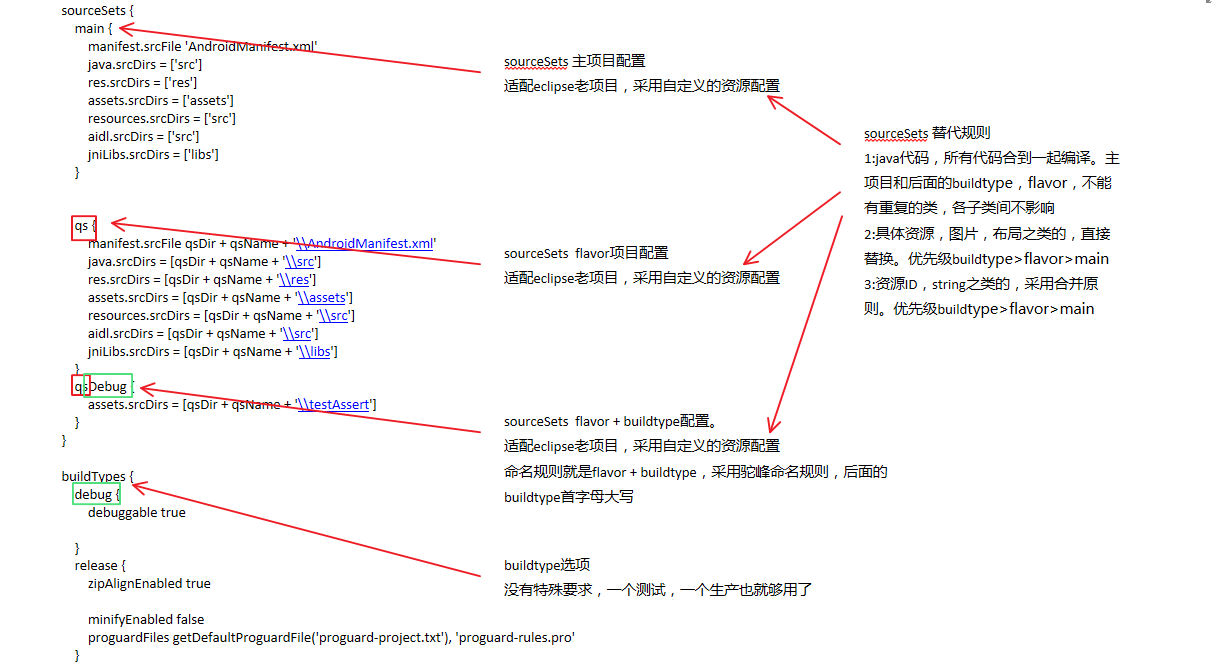 sourceSets {
main {
manifest.srcFile 'AndroidManifest.xml'
java.srcDirs = ['src']
res.srcDirs = ['res']
assets.srcDirs = ['assets']
resources.srcDirs = ['src']
aidl.srcDirs = ['src']
jniLibs.srcDirs = ['libs']
}
qs {
manifest.srcFile qsDir + qsName + '\\AndroidManifest.xml'
java.srcDirs = [qsDir + qsName + '\\src']
res.srcDirs = [qsDir + qsName + '\\res']
assets.srcDirs = [qsDir + qsName + '\\assets']
resources.srcDirs = [qsDir + qsName + '\\src']
aidl.srcDirs = [qsDir + qsName + '\\src']
jniLibs.srcDirs = [qsDir + qsName + '\\libs']
}
qsDebug {
assets.srcDirs = [qsDir + qsName + '\\testAssert']
}
}
buildTypes {
debug {
debuggable true
}
release {
zipAlignEnabled true
minifyEnabled false
proguardFiles getDefaultProguardFile('proguard-project.txt'), 'proguard-rules.pro'
}
sourceSets 主项目配置
适配eclipse老项目，采用自定义的资源配置
sourceSets flavor项目配置
适配eclipse老项目，采用自定义的资源配置
sourceSets flavor + buildtype配置。
适配eclipse老项目，采用自定义的资源配置
命名规则就是flavor + buildtype，采用驼峰命名规则，后面的
buildtype首字母大写
buildtype选项
没有特殊要求，一个测试，一个生产也就够用了
sourceSets 替代规则
1:java代码，所有代码合到一起编译。主
项目和后面的buildtype，flavor，不能
有重复的类，各子类间不影响
2:具体资源，图片，布局之类的，直接
替换。优先级buildtype>flavor>main
3:资源ID，string之类的，采用合并原
则。优先级buildtype>flavor>main